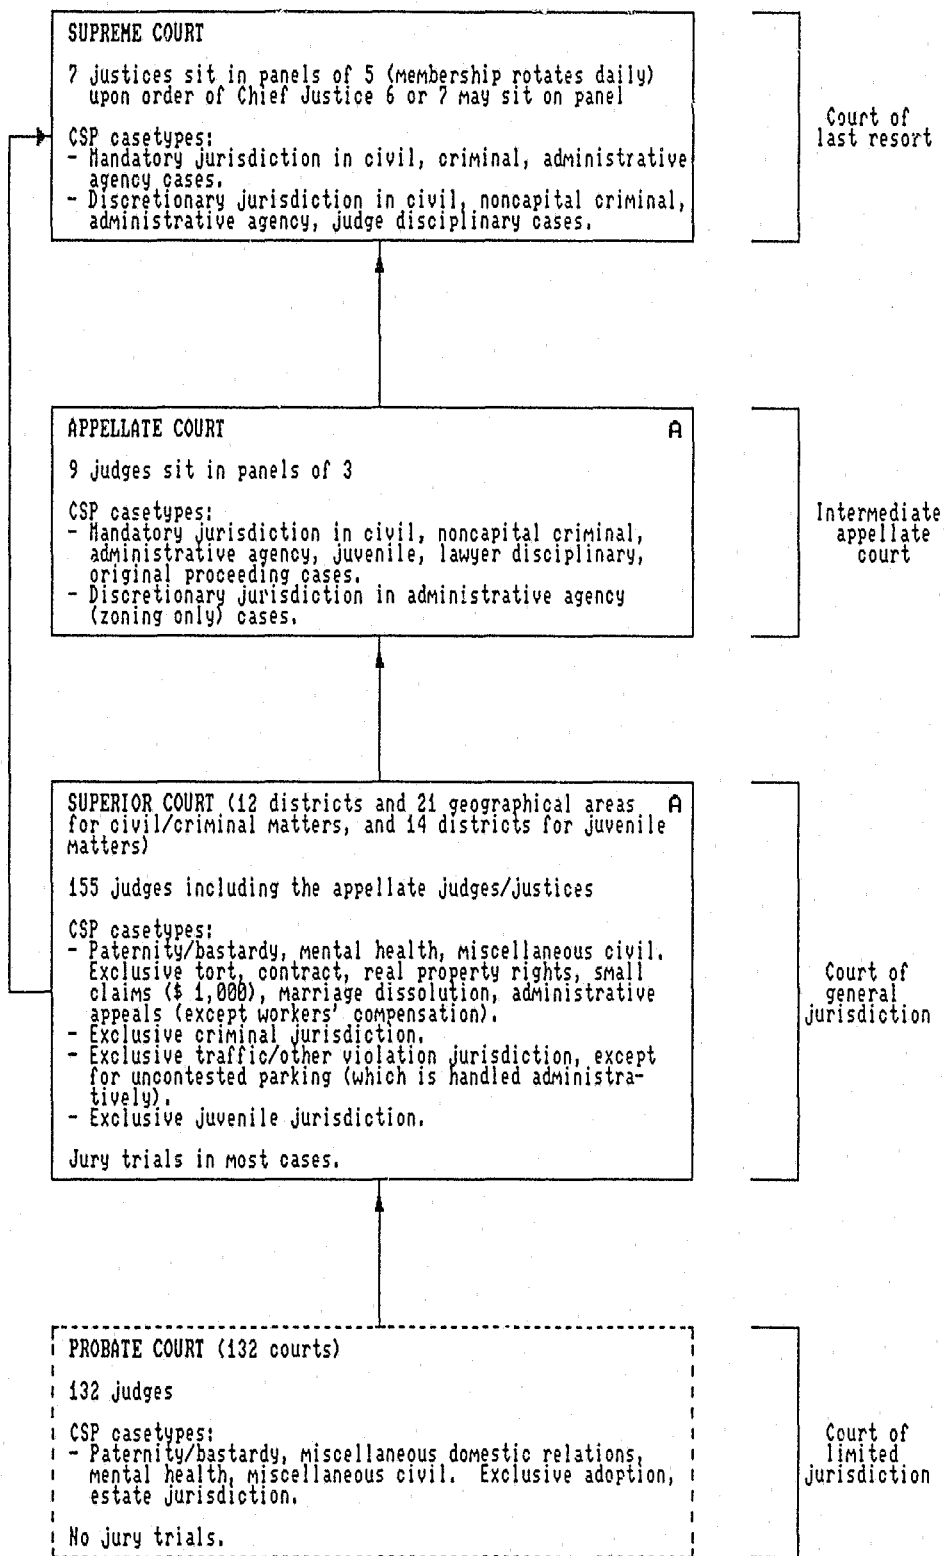 SUPREME COURT
7 justices sit in panels of 5 (membership rotates daily)
upon order of Chief Justice 6 or 7 may sit on panel
CSP casetypes:
- Mandatory jurisdiction in civil, criminal, administrative
agency cases.
- Discretionary jurisdiction in civil, noncapital criminal,
administrative agency, judge disciplinary cases.
Court of
last resort
APPELLATE COURT A
9 judges sit in panels of 3
CSP casetypes:
- Mandatory jurisdiction in civil, noncapital criminal,
administrative agency, juvenile, lawyer disciplinary,
original proceeding cases.
- Discretionary jurisdiction in administrative agency
(zoning only) cases.
Intermediate
appellate
court
SUPERIOR COURT (12 districts and 21 geographical areas A
for civil/criminal matters, and 14 districts for juvenile
matters)
155 judges including the appellate judges/justices
CSP casetypes:
- Paternity/bastardy, mental health, miscellaneous civil.
Exclusive tort, contract, real property rights, small
claims ($ 1,000), marriage dissolution, administrative
appeals (except workers' compensation).
- Exclusive criminal jurisdiction.
- Exclusive traffic/other violation jurisdiction, except
for uncontested parking (which is handled administra-
tively).
- Exclusive juvenile jurisdiction.
Jury trials in most cases.
Court of
general
jurisdiction
PROBATE COURT (132 courts)
132 judges
CSP casetypes:
- Paternity/bastardy, miscellaneous domestic relations,
mental health, miscellaneous civil. Exclusive adoption,
estate jurisdiction.
No jury trials.
Court of
limited
jurisdiction